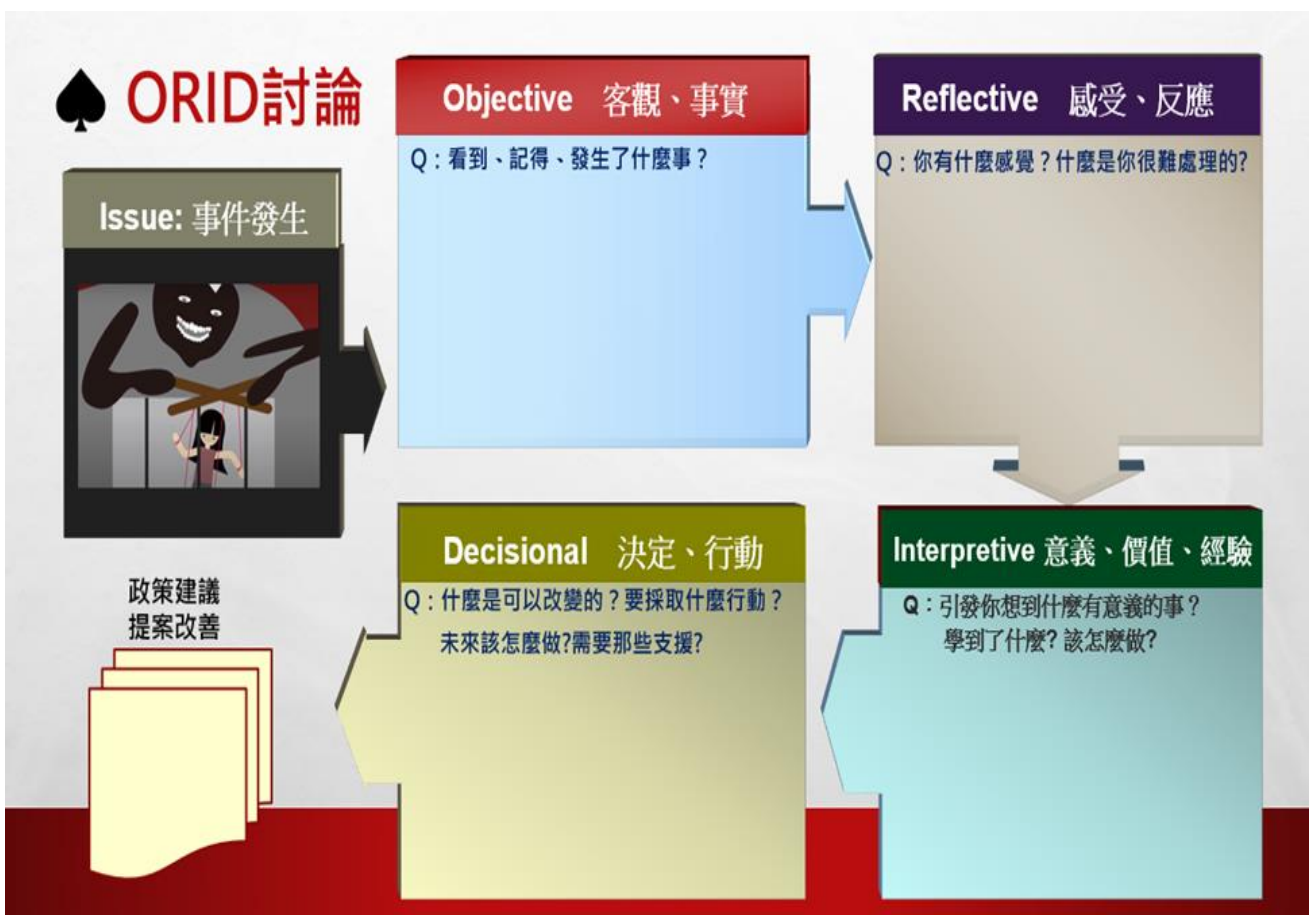 ♠ ORID討論
Issue: 事件發生
Objective 客觀、事實
Q：看到、記得、發生了什麼事？
Reflective 感受、反應
Q：你有什麼感覺？什麼是你很難處理的?
Interpretive 意義、價值、經驗
Q：引發你想到什麼有意義的事？
學到了什麼? 該怎麼做?
Decisional 決定、行動
Q：什麼是可以改變的？要採取什麼行動？
未來該怎麼做?需要那些支援?
政策建議
提案改善